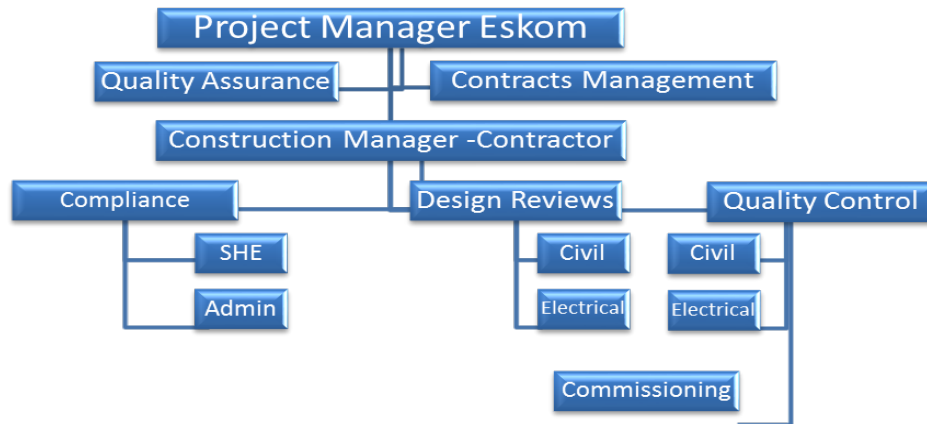 Project Manager Eskom
Quality Assurance
Contracts Management
Construction Manager -Contractor
Compliance
Design Reviews
Quality Control
SHE
Civil
Civil
Admin
Electrical
Electrical
Commissioning